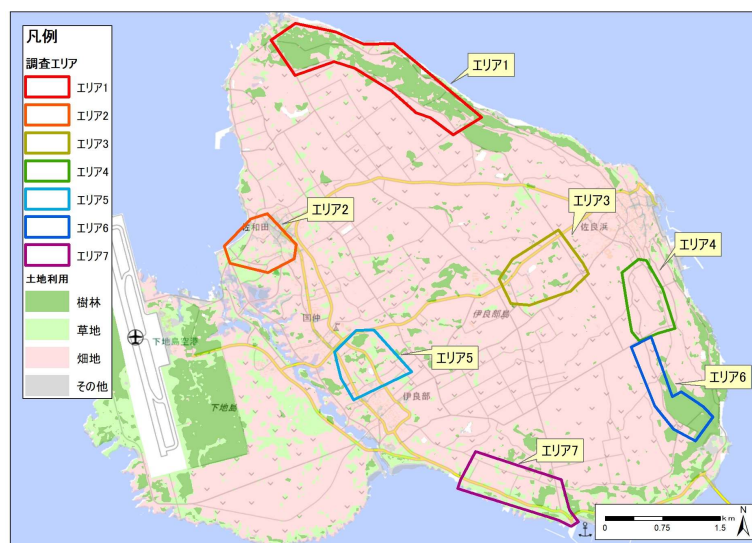 凡例
調査エリア
エリア1
エリア2
エリア3
エリア4
エリア5
エリア6
エリア7
土地利用
樹林
草地
畑地
その他
エリア1
エリア2
佐和田
エリア3
佐良浜
エリア4
国仲
伊良部島
下地島空港
エリア5
エリア6
伊良部
下地島
エリア7
N
km
0 0.75 1.5